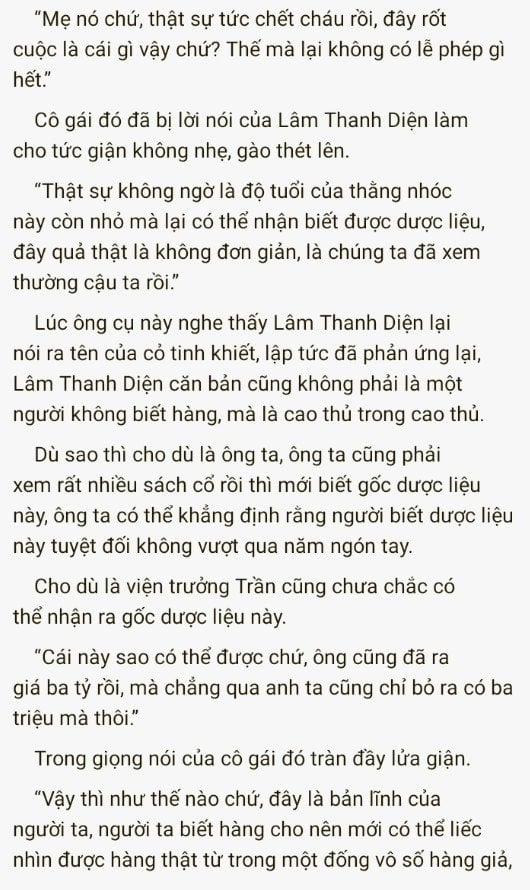 “Mẹ nó chứ, thật sự tức chết cháu rồi, đây rốt
cuộc là cái gì vậy chứ? Thế mà lại không có lễ phép gì
hết.”
Cô gái đó đã bị lời nói của Lâm Thanh Diện làm
cho tức giận không nhẹ, gào thét lên.
“Thật sự không ngờ là độ tuổi của thằng nhóc
này còn nhỏ mà lại có thể nhận biết được dược liệu,
đây quả thật là không đơn giản, là chúng ta đã xem
thường cậu ta rồi.”
Lúc ông cụ này nghe thấy Lâm Thanh Diện lại
nói ra tên của cỏ tinh khiết, lập tức đã phản ứng lại,
Lâm Thanh Diện căn bản cũng không phải là một
người không biết hàng, mà là cao thủ trong cao thủ.
Dù sao thì cho dù là ông ta, ông ta cũng phải
xem rất nhiều sách cổ rồi thì mới biết gốc dược liệu
này, ông ta có thể khẳng định rằng người biết dược liệu
này tuyệt đối không vượt qua năm ngón tay.
Cho dù là viện trưởng Trần cũng chưa chắc có
thể nhận ra gốc dược liệu này.
“Cái này sao có thể được chứ, ông cũng đã ra
giá ba tỷ rồi, mà chẳng qua anh ta cũng chỉ bỏ ra có ba
triệu mà thôi.”
Trong giọng nói của cô gái đó tràn đầy lửa giận.
“Vậy thì như thế nào chứ, đây là bản lĩnh của
người ta, người ta biết hàng cho nên mới có thể liếc
nhìn được hàng thật từ trong một đống vô số hàng giả,